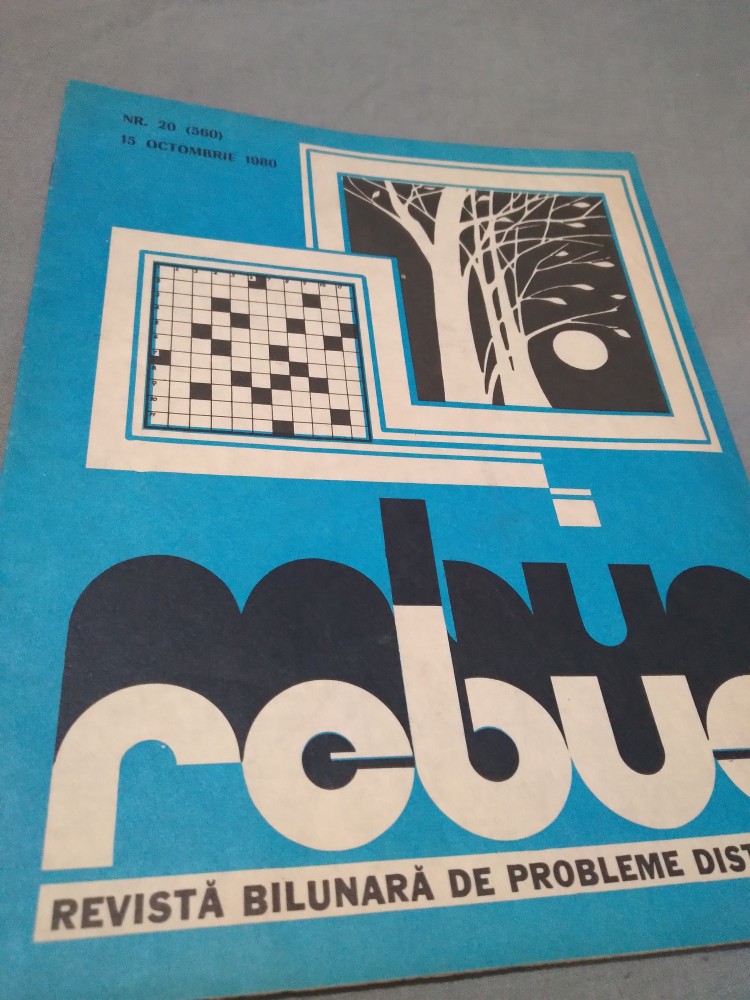 NR. 20 (560)
15 OCTOMBRIE 1980
rebus
REVISTĂ BILUNARĂ DE PROBLEME DIST